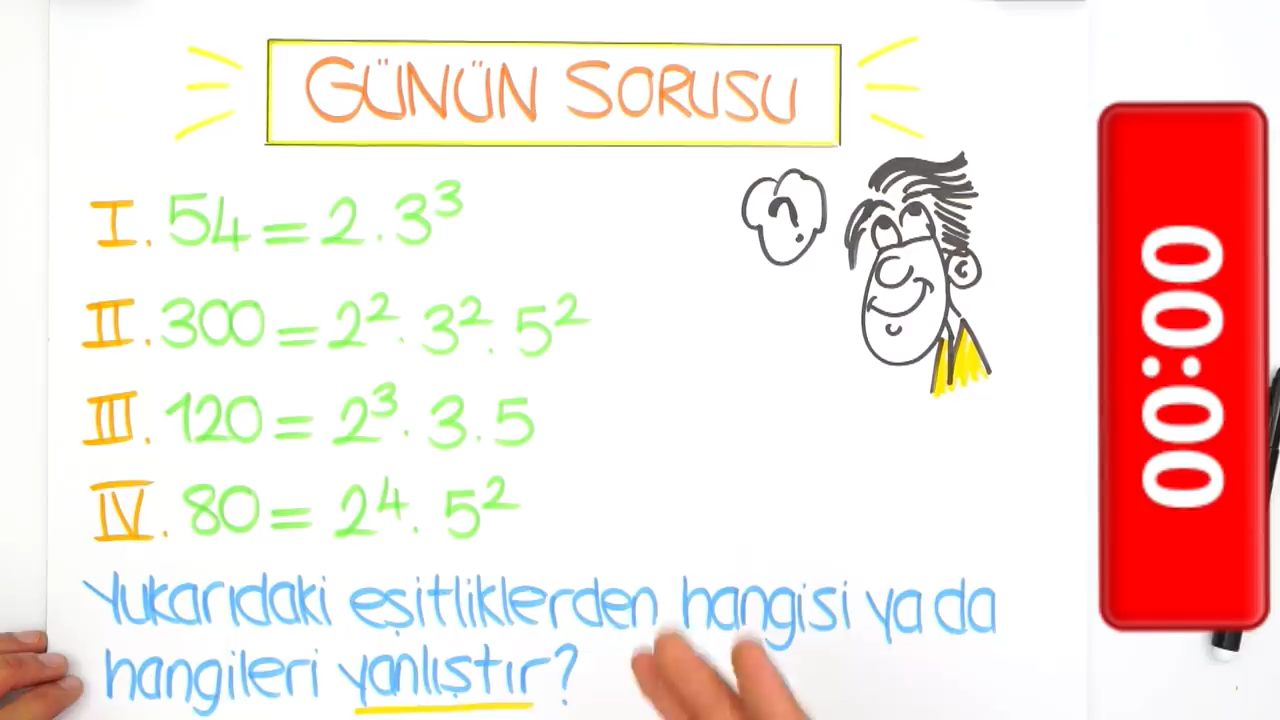 GÜNÜN SORUSU
I. 54 = 2 . 3³
?
II. 300 = 2² . 3² . 5²
III. 120 = 2³ . 3 . 5
IV. 80 = 2⁴ . 5²
Yukarıdaki eşitliklerden hangisi ya da
hangileri yanlıştır?
00:00